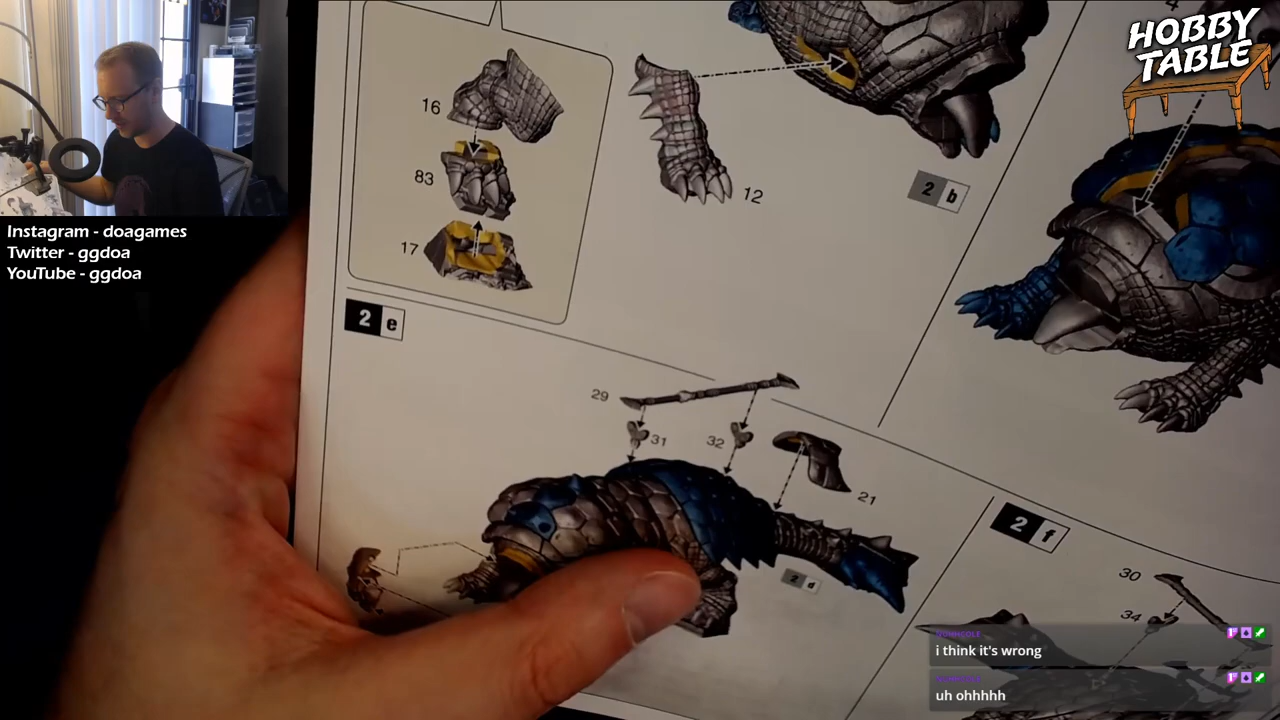 HOBBY
TABLE
Instagram - doagames
Twitter - ggdoa
YouTube - ggdoa
16
83
17
12
2 b
2 e
29
31
32
21
2 d
2 f
30
34
i think it's wrong
uh ohhhhh